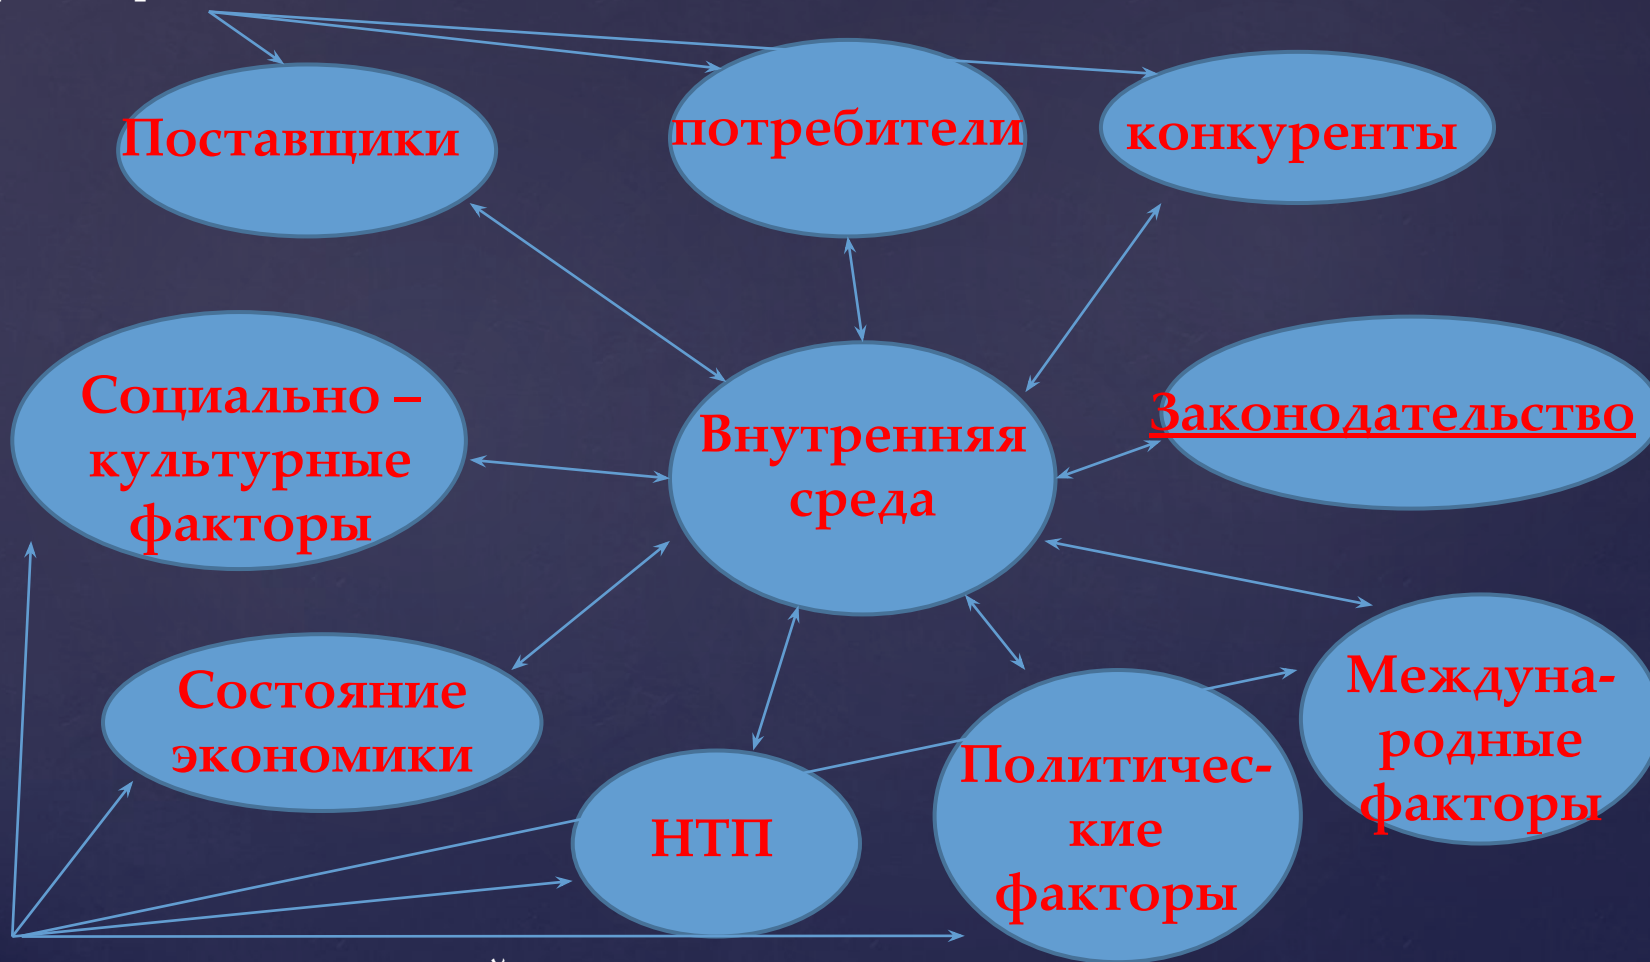 Поставщики
потребители
конкуренты
Социально –
культурные
факторы
Внутренняя
среда
Законодательство
Состояние
экономики
НТП
Политичес-
кие
факторы
Междуна-
родные
факторы